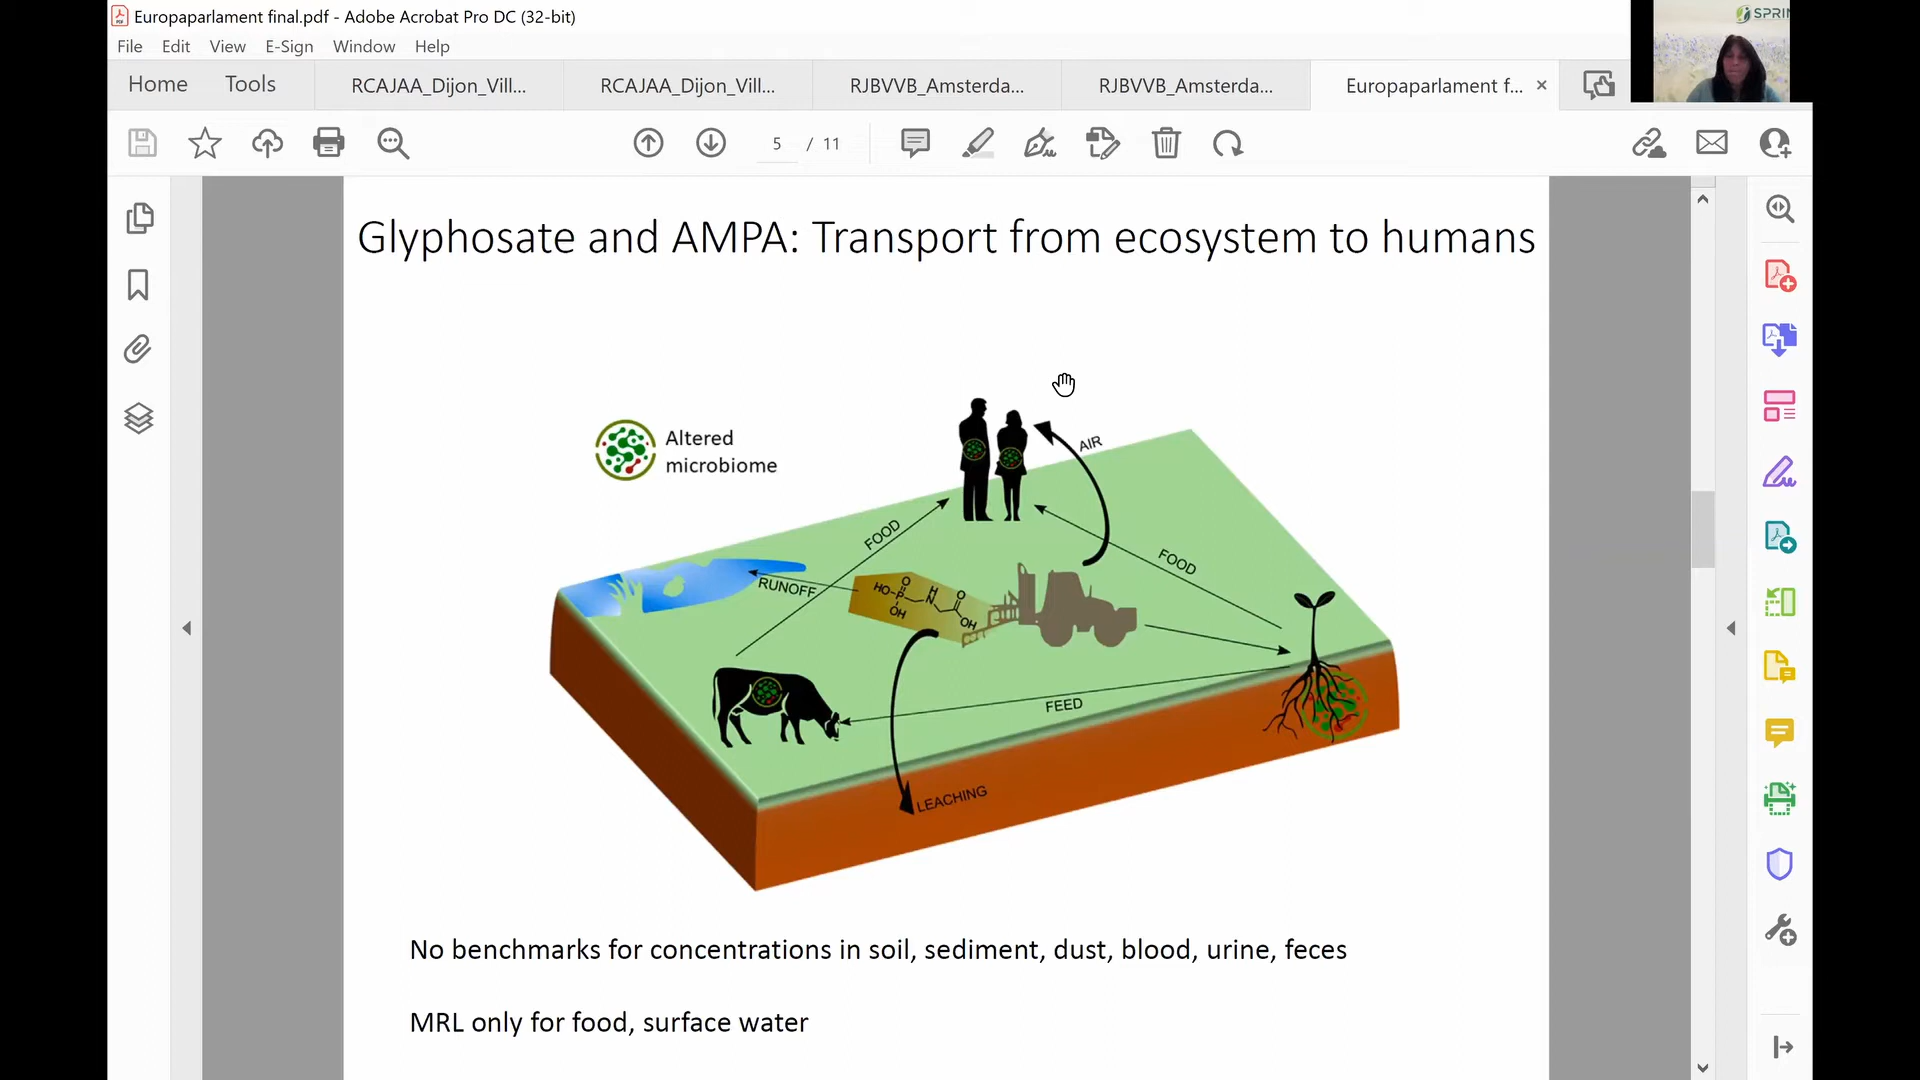 Europaparlament final.pdf - Adobe Acrobat Pro DC (32-bit)
File Edit View E-Sign Window Help
Home Tools RCAJAA_Dijon_Vill... RCAJAA_Dijon_Vill... RJBVVB_Amsterda... RJBVVB_Amsterda... Europaparlament f... ×
5 / 11
Glyphosate and AMPA: Transport from ecosystem to humans
Altered
microbiome
AIR
FOOD
FOOD
RUNOFF
HO P O OH H N O OH
FEED
LEACHING
No benchmarks for concentrations in soil, sediment, dust, blood, urine, feces
MRL only for food, surface water